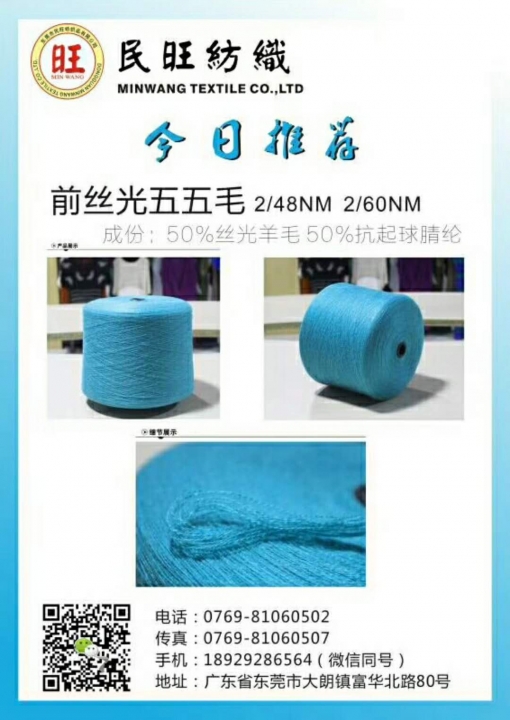 旺
MIN WANG
民旺紡織
MINWANG TEXTILE CO.,LTD
今日推荐
前丝光五五毛 2/48NM 2/60NM
成份：50%丝光羊毛 50%抗起球腈纶
产品展示
细节展示
电话：0769-81060502
传真：0769-81060507
手机：18929286564（微信同号）
地址：广东省东莞市大朗镇富华北路80号